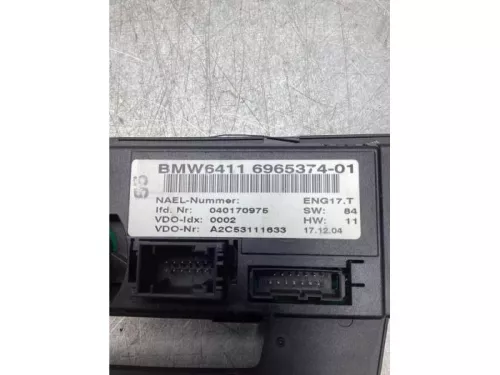 BMW6411 6965374-01
NAEL-Nummer: ENG17.T
lfd. Nr: 040170975 SW: 84
VDO-Idx: 0002 HW: 11
VDO-Nr: A2C53111633 17.12.04